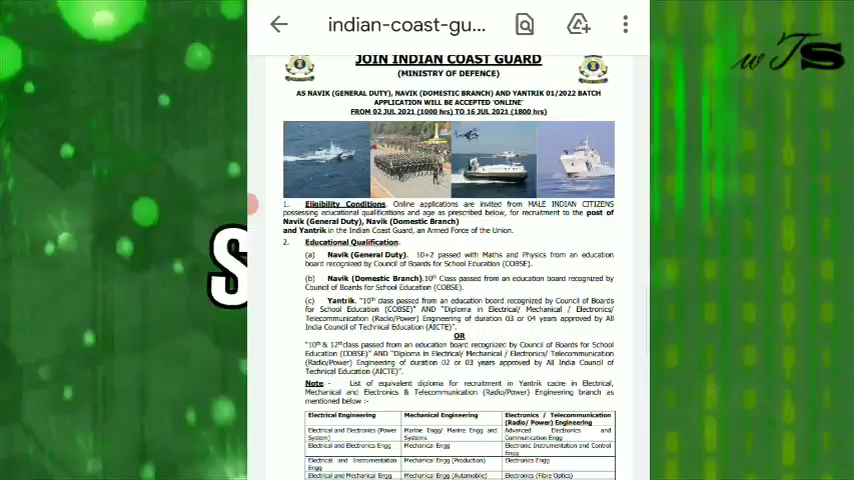 indian-coast-gu...
wTS
JOIN INDIAN COAST GUARD
(MINISTRY OF DEFENCE)
AS NAVIK (GENERAL DUTY), NAVIK (DOMESTIC BRANCH) AND YANTRIK 01/2022 BATCH
APPLICATION WILL BE ACCEPTED 'ONLINE'
FROM 02 JUL 2021 (1000 hrs) TO 16 JUL 2021 (1800 hrs)
1. Eligibility Conditions. Online applications are invited from MALE INDIAN CITIZENS
possessing educational qualifications and age as prescribed below, for recruitment to the post of
Navik (General Duty), Navik (Domestic Branch)
and Yantrik in the Indian Coast Guard, an Armed Force of the Union.
2. Educational Qualification.
(a) Navik (General Duty). 10+2 passed with Maths and Physics from an education
board recognized by Council of Boards for School Education (COBSE).
(b) Navik (Domestic Branch).10th Class passed from an education board recognized by
Council of Boards for School Education (COBSE).
(c) Yantrik. "10th class passed from an education board recognized by Council of Boards
for School Education (COBSE)" AND "Diploma in Electrical/ Mechanical / Electronics/
Telecommunication (Radio/Power) Engineering of duration 03 or 04 years approved by All
India Council of Technical Education (AICTE)".
OR
"10th & 12th class passed from an education board recognized by Council of Boards for School
Education (COBSE)" AND "Diploma in Electrical/ Mechanical / Electronics/ Telecommunication
(Radio/Power) Engineering of duration 02 or 03 years approved by All India Council of
Technical Education (AICTE)".
Note :- List of equivalent diploma for recruitment in Yantrik cadre in Electrical,
Mechanical and Electronics & Telecommunication (Radio/Power) Engineering branch as
mentioned below :-
Electrical Engineering Mechanical Engineering Electronics / Telecommunication
(Radio/ Power) Engineering
Electrical and Electronics (Power System) Marine Engg/ Marine Engg and Systems Advanced Electronics and Communication Engg
Electrical and Electronics Engg Mechanical Engg Electronic Instrumentation and Control Engg
Electrical and Instrumentation Engg Mechanical Engg (Production) Electronics Engg
Electrical and Mechanical Engg Mechanical Engg (Automobile) Electronics (Fibre Optics)
S